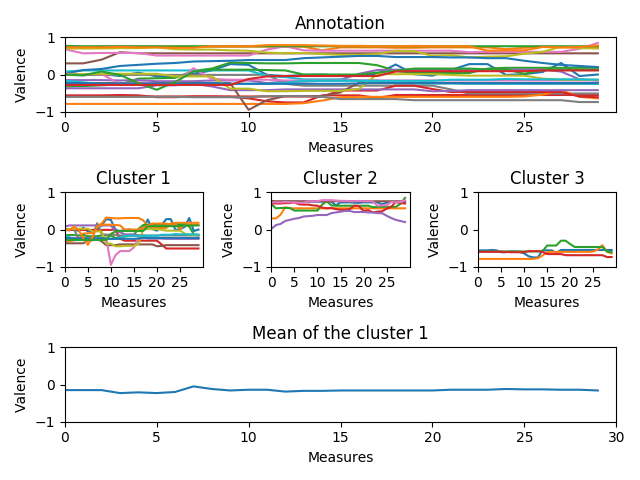 Annotation
Valence
1
0
-1
0 5 10 15 20 25
Measures
Cluster 1 Cluster 2 Cluster 3
Valence Valence Valence
1 1 1
0 0 0
-1 -1 -1
0 5 10 15 20 25 0 5 10 15 20 25 0 5 10 15 20 25
Measures Measures Measures
Mean of the cluster 1
Valence
1
0
-1
0 5 10 15 20 25 30
Measures